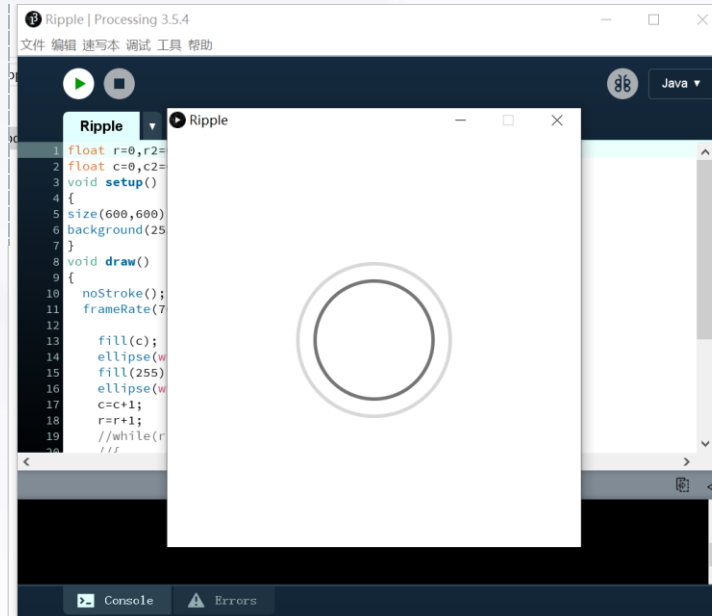 Ripple | Processing 3.5.4
文件 编辑 速写本 调试 工具 帮助
Java ▼
Ripple ▼
Ripple
1 float r=0,r2=
2 float c=0,c2=
3 void setup()
4 {
5 size(600,600)
6 background(25
7 }
8 void draw()
9 {
10 noStroke();
11 frameRate(7
12
13 fill(c);
14 ellipse(w
15 fill(255)
16 ellipse(w
17 c=c+1;
18 r=r+1;
19 //while(r
20 //{
Console
Errors